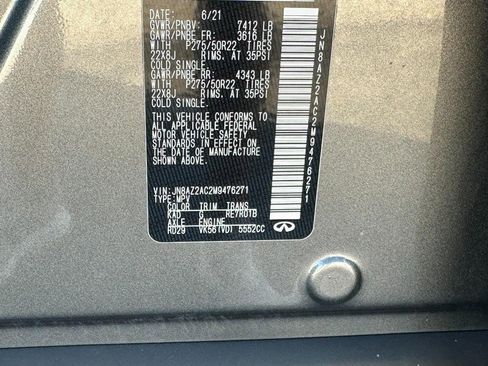 DATE: 6/21
GVWR/PNBV: 7412 LB
GAWR/PNBE FR: 3616 LB
WITH P275/50R22 TIRES
22X8J RIMS. AT 35PSI
COLD SINGLE.
GAWR/PNBE RR: 4343 LB
WITH P275/50R22 TIRES
22X8J RIMS. AT 35PSI
COLD SINGLE.
THIS VEHICLE CONFORMS TO
ALL APPLICABLE FEDERAL
MOTOR VEHICLE SAFETY
STANDARDS IN EFFECT ON
THE DATE OF MANUFACTURE
SHOWN ABOVE.
VIN: JN8AZ2AC2M9476271
TYPE: MPV
COLOR TRIM TRANS
KAD G RE7R01B
AXLE ENGINE
RD29 VK56(VD) 5552CC
INFINITI
JN8AZ2AC2M9476271